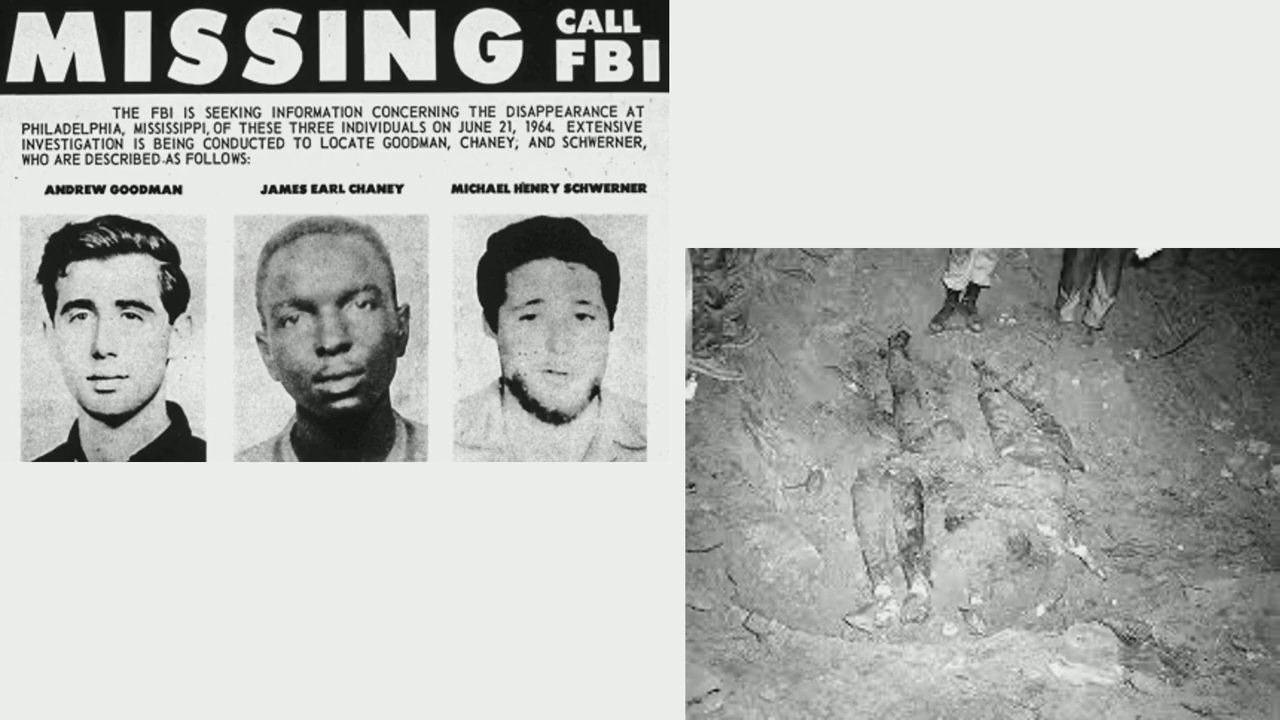 MISSING CALL FBI
THE FBI IS SEEKING INFORMATION CONCERNING THE DISAPPEARANCE AT
PHILADELPHIA, MISSISSIPPI, OF THESE THREE INDIVIDUALS ON JUNE 21, 1964. EXTENSIVE
INVESTIGATION IS BEING CONDUCTED TO LOCATE GOODMAN, CHANEY, AND SCHWERNER,
WHO ARE DESCRIBED AS FOLLOWS:
ANDREW GOODMAN JAMES EARL CHANEY MICHAEL HENRY SCHWERNER